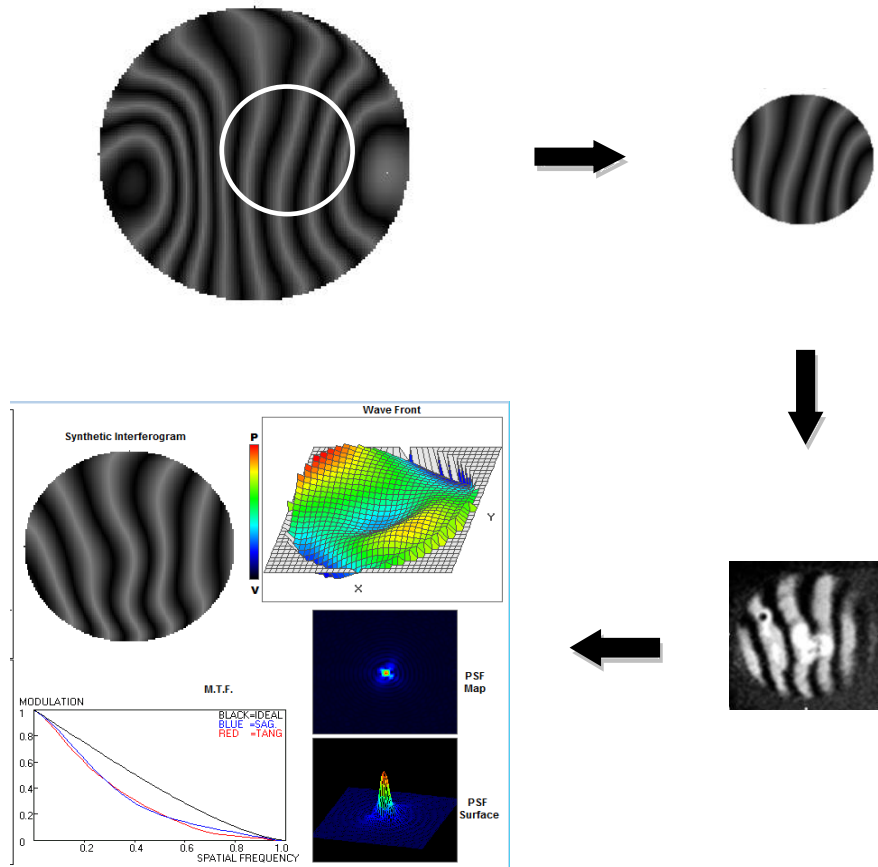 Wave Front
Synthetic Interferogram
P
V
X
Y
PSF
Map
M.T.F.
MODULATION
BLACK=IDEAL
BLUE =SAG.
RED =TANG
1
0.8
0.6
0.4
0.2
0
0.2
0.4
0.6
0.8
1.0
SPATIAL FREQUENCY
PSF
Surface